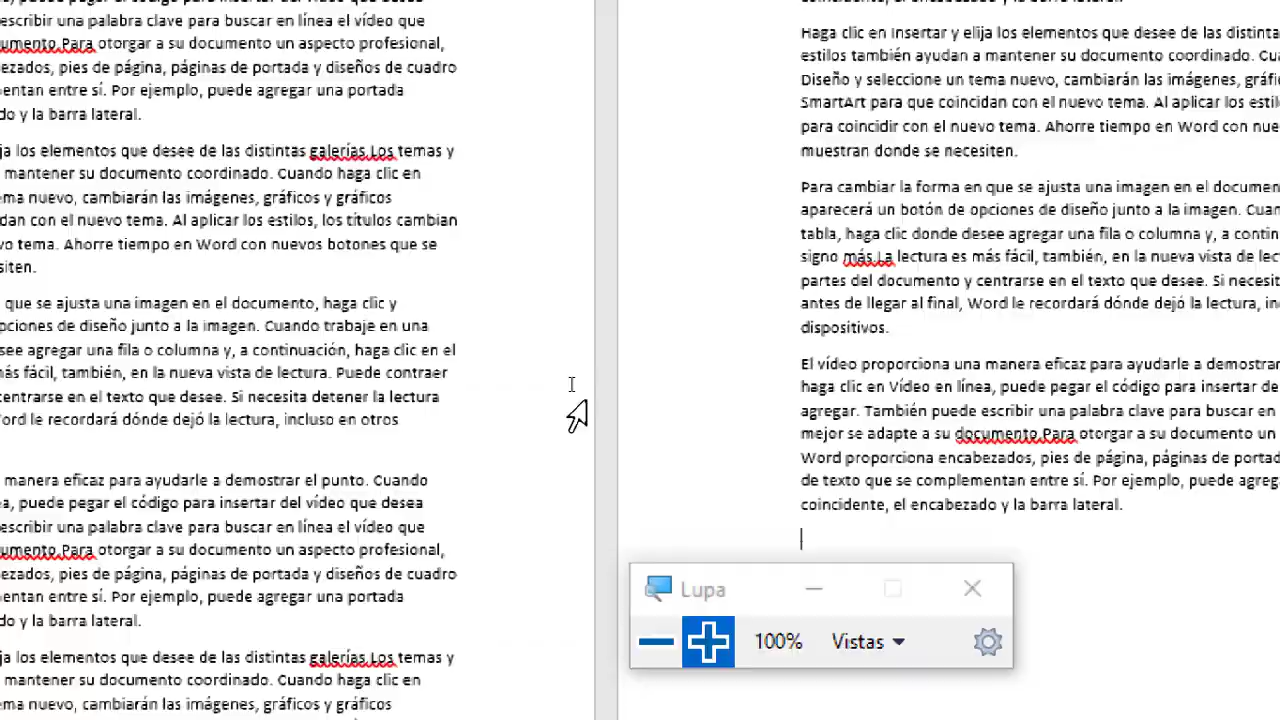 escribir una palabra clave para buscar en línea el vídeo que
umento.Para otorgar a su documento un aspecto profesional,
ezados, pies de página, páginas de portada y diseños de cuadro
entan entre sí. Por ejemplo, puede agregar una portada
do y la barra lateral.
ja los elementos que desee de las distintas galerías.Los temas y
mantener su documento coordinado. Cuando haga clic en
ma nuevo, cambiarán las imágenes, gráficos y gráficos
dan con el nuevo tema. Al aplicar los estilos, los títulos cambian
vo tema. Ahorre tiempo en Word con nuevos botones que se
siten.
que se ajusta una imagen en el documento, haga clic y
pciones de diseño junto a la imagen. Cuando trabaje en una
see agregar una fila o columna y, a continuación, haga clic en el
más fácil, también, en la nueva vista de lectura. Puede contraer
centrarse en el texto que desee. Si necesita detener la lectura
Word le recordará dónde dejó la lectura, incluso en otros
manera eficaz para ayudarle a demostrar el punto. Cuando
a, puede pegar el código para insertar del vídeo que desea
escribir una palabra clave para buscar en línea el vídeo que
umento.Para otorgar a su documento un aspecto profesional,
ezados, pies de página, páginas de portada y diseños de cuadro
entan entre sí. Por ejemplo, puede agregar una portada
do y la barra lateral.
ja los elementos que desee de las distintas galerías.Los temas y
mantener su documento coordinado. Cuando haga clic en
ma nuevo, cambiarán las imágenes, gráficos y gráficos
Haga clic en Insertar y elija los elementos que desee de las distinta
estilos también ayudan a mantener su documento coordinado. Cua
Diseño y seleccione un tema nuevo, cambiarán las imágenes, gráfi
SmartArt para que coincidan con el nuevo tema. Al aplicar los estil
para coincidir con el nuevo tema. Ahorre tiempo en Word con nue
muestran donde se necesiten.
Para cambiar la forma en que se ajusta una imagen en el documen
aparecerá un botón de opciones de diseño junto a la imagen. Cuan
tabla, haga clic donde desee agregar una fila o columna y, a contin
signo más.La lectura es más fácil, también, en la nueva vista de lec
partes del documento y centrarse en el texto que desee. Si necesit
antes de llegar al final, Word le recordará dónde dejó la lectura, in
dispositivos.
El vídeo proporciona una manera eficaz para ayudarle a demostrar
haga clic en Vídeo en línea, puede pegar el código para insertar de
agregar. También puede escribir una palabra clave para buscar en
mejor se adapte a su documento.Para otorgar a su documento un
Word proporciona encabezados, pies de página, páginas de portad
de texto que se complementan entre sí. Por ejemplo, puede agreg
coincidente, el encabezado y la barra lateral.
Lupa
100% Vistas